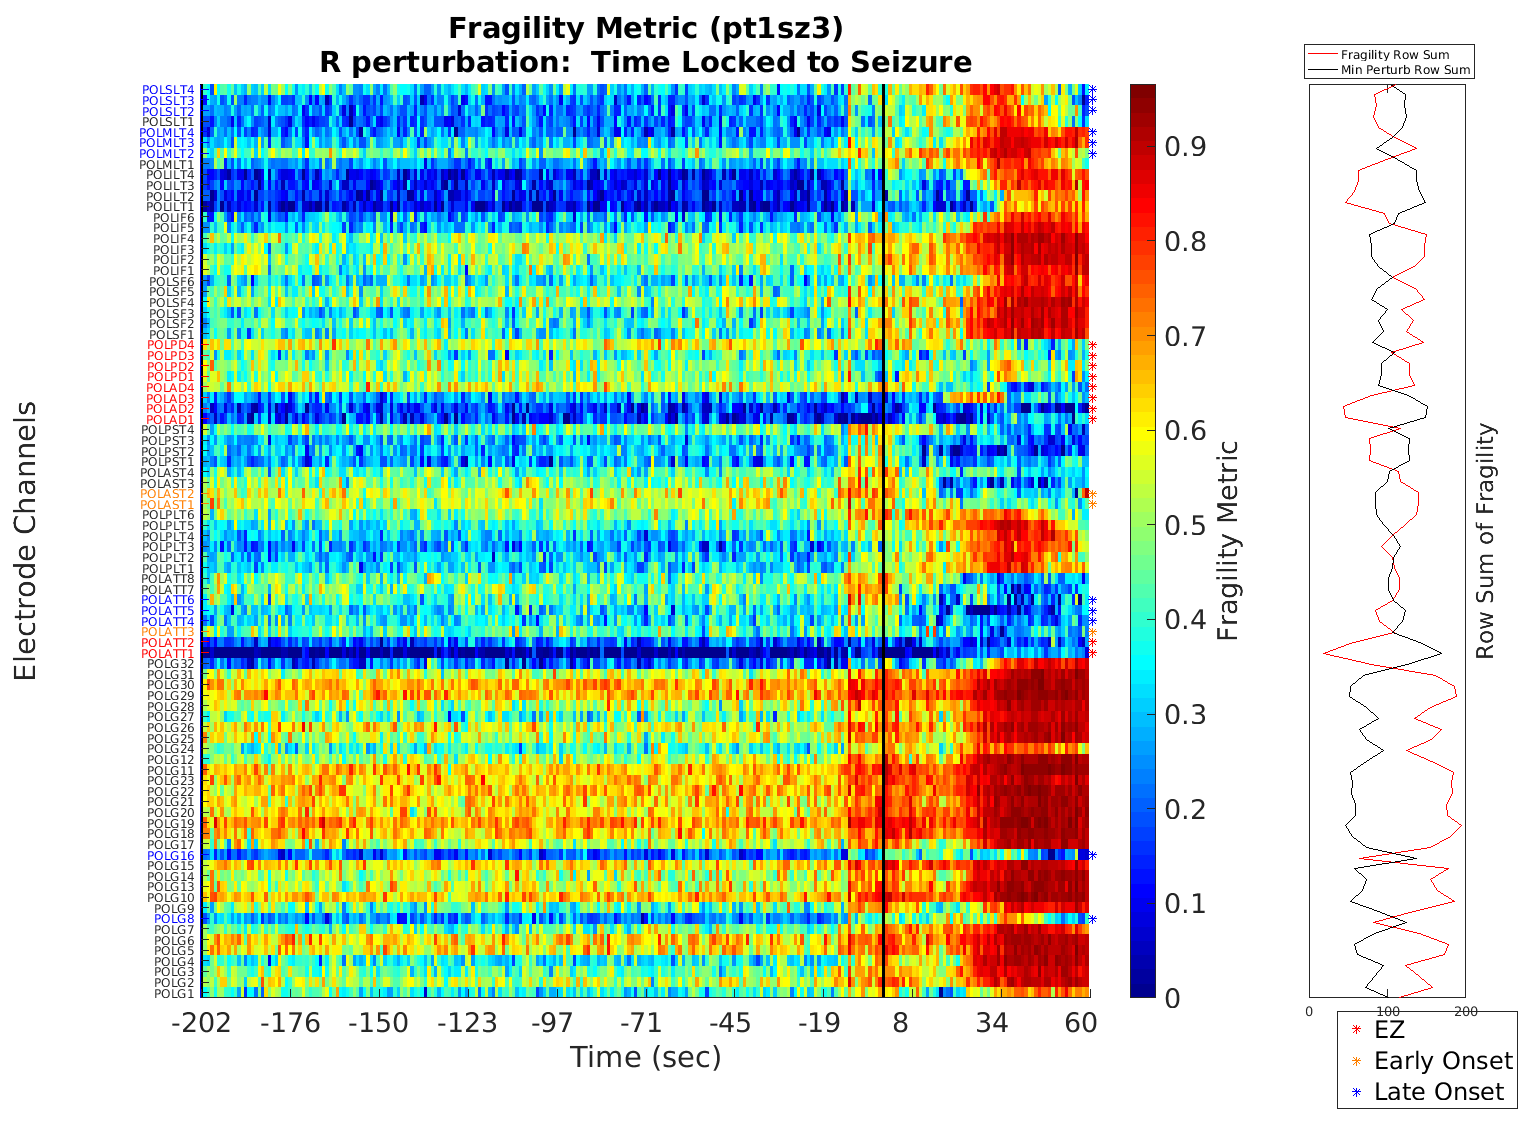 Fragility Metric (pt1sz3)
R perturbation:  Time Locked to Seizure
Electrode Channels
POLSLT4
POLSLT3
POLSLT2
POLSLT1
POLMLT4
POLMLT3
POLMLT2
POLMLT1
POLILT4
POLILT3
POLILT2
POLILT1
POLIF6
POLIF5
POLIF4
POLIF3
POLIF2
POLIF1
POLSF6
POLSF5
POLSF4
POLSF3
POLSF2
POLSF1
POLPD4
POLPD3
POLPD2
POLPD1
POLAD4
POLAD3
POLAD2
POLAD1
POLPST4
POLPST3
POLPST2
POLPST1
POLAST4
POLAST3
POLAST2
POLAST1
POLPLT6
POLPLT5
POLPLT4
POLPLT3
POLPLT2
POLPLT1
POLATT8
POLATT7
POLATT6
POLATT5
POLATT4
POLATT3
POLATT2
POLATT1
POLG32
POLG31
POLG30
POLG29
POLG28
POLG27
POLG26
POLG25
POLG24
POLG12
POLG11
POLG23
POLG22
POLG21
POLG20
POLG19
POLG18
POLG17
POLG16
POLG15
POLG14
POLG13
POLG10
POLG9
POLG8
POLG7
POLG6
POLG5
POLG4
POLG3
POLG2
POLG1
-202 -176 -150 -123 -97 -71 -45 -19 8 34 60
Time (sec)
0.9
0.8
0.7
0.6
0.5
0.4
0.3
0.2
0.1
0
Fragility Metric
Fragility Row Sum
Min Perturb Row Sum
Row Sum of Fragility
0 100 200
EZ
Early Onset
Late Onset